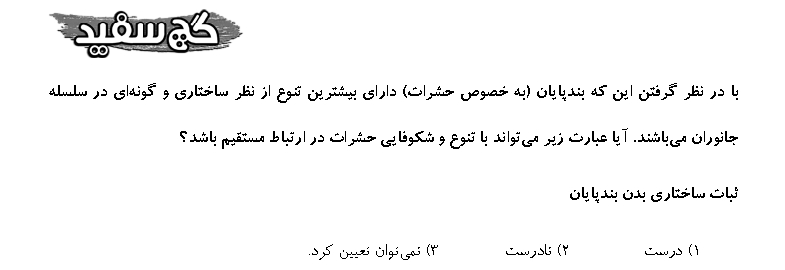 گچ سفید
با در نظر گرفتن این که بندپایان (به خصوص حشرات) دارای بیشترین تنوع از نظر ساختاری و گونه‌ای در سلسله
جانوران می‌باشند. آیا عبارت زیر می‌تواند با تنوع و شکوفایی حشرات در ارتباط مستقیم باشد؟
ثبات ساختاری بدن بندپایان
۱) درست ۲) نادرست ۳) نمی‌توان تعیین کرد.